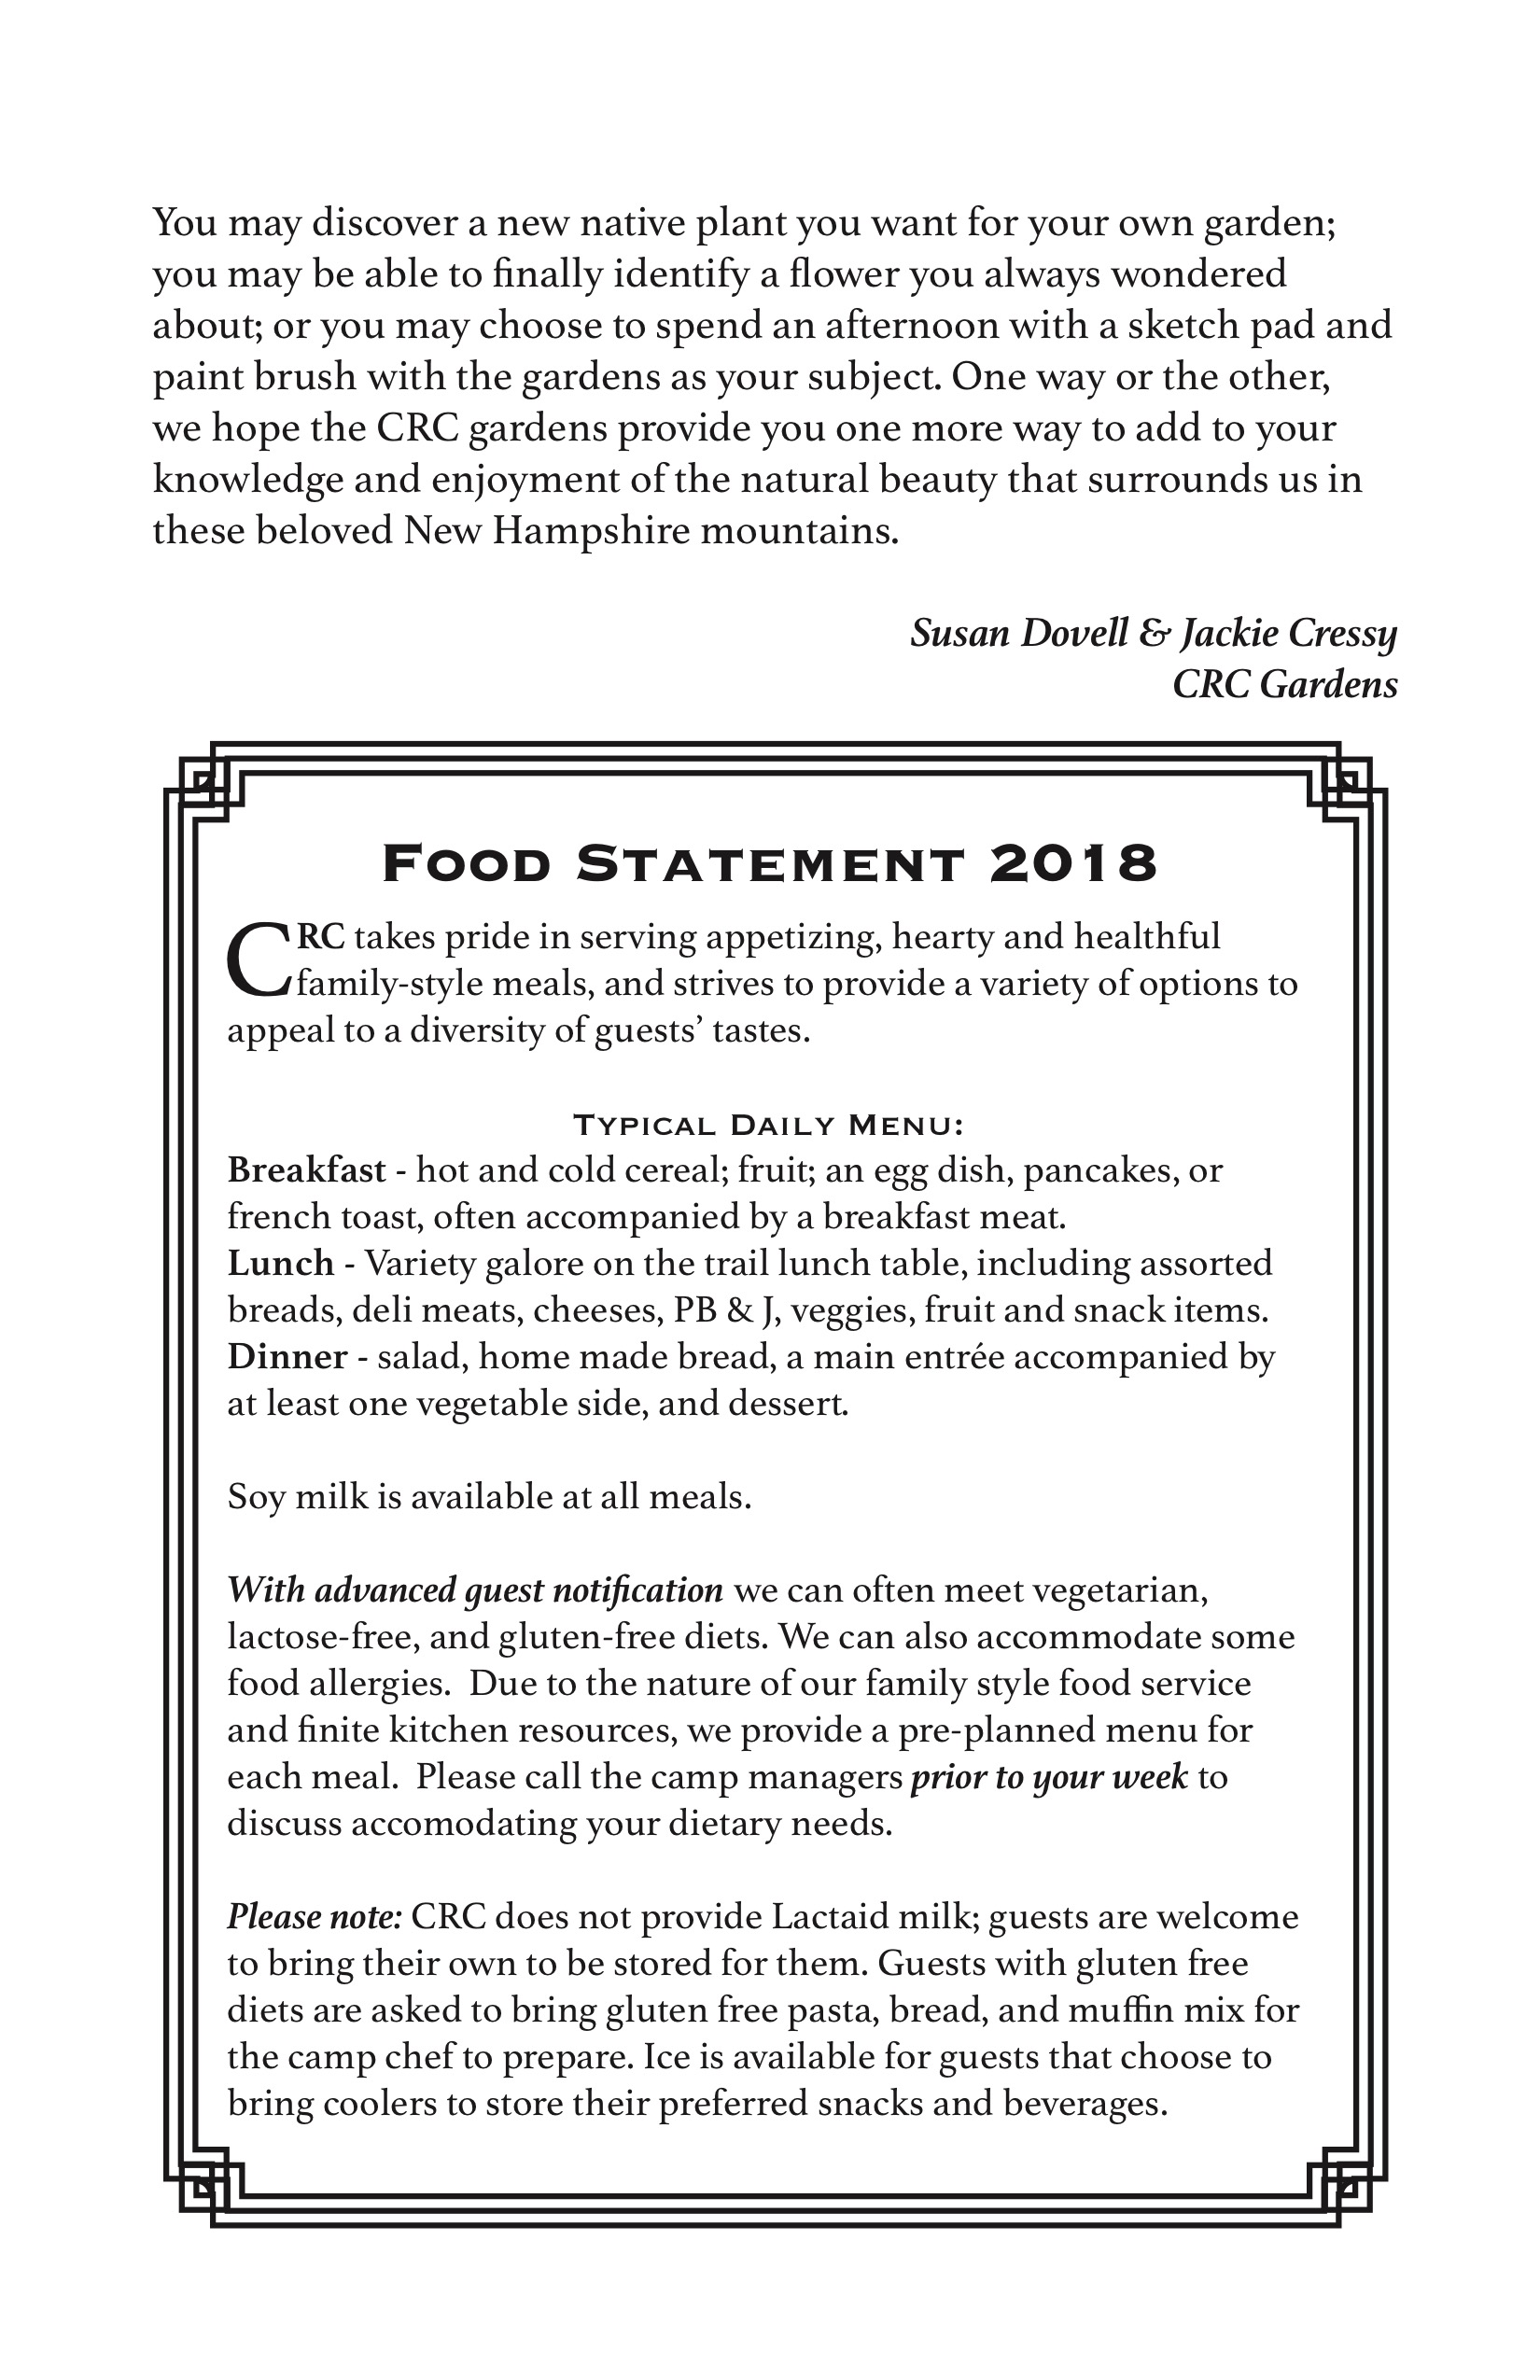 You may discover a new native plant you want for your own garden;
you may be able to finally identify a flower you always wondered
about; or you may choose to spend an afternoon with a sketch pad and
paint brush with the gardens as your subject. One way or the other,
we hope the CRC gardens provide you one more way to add to your
knowledge and enjoyment of the natural beauty that surrounds us in
these beloved New Hampshire mountains.
Susan Dovell & Jackie Cressy
CRC Gardens
Food Statement 2018
CRC takes pride in serving appetizing, hearty and healthful
family-style meals, and strives to provide a variety of options to
appeal to a diversity of guests’ tastes.
Typical Daily Menu:
Breakfast - hot and cold cereal; fruit; an egg dish, pancakes, or
french toast, often accompanied by a breakfast meat.
Lunch - Variety galore on the trail lunch table, including assorted
breads, deli meats, cheeses, PB & J, veggies, fruit and snack items.
Dinner - salad, home made bread, a main entrée accompanied by
at least one vegetable side, and dessert.
Soy milk is available at all meals.
With advanced guest notification we can often meet vegetarian,
lactose-free, and gluten-free diets. We can also accommodate some
food allergies.  Due to the nature of our family style food service
and finite kitchen resources, we provide a pre-planned menu for
each meal.  Please call the camp managers prior to your week to
discuss accomodating your dietary needs.
Please note: CRC does not provide Lactaid milk; guests are welcome
to bring their own to be stored for them. Guests with gluten free
diets are asked to bring gluten free pasta, bread, and muffin mix for
the camp chef to prepare. Ice is available for guests that choose to
bring coolers to store their preferred snacks and beverages.